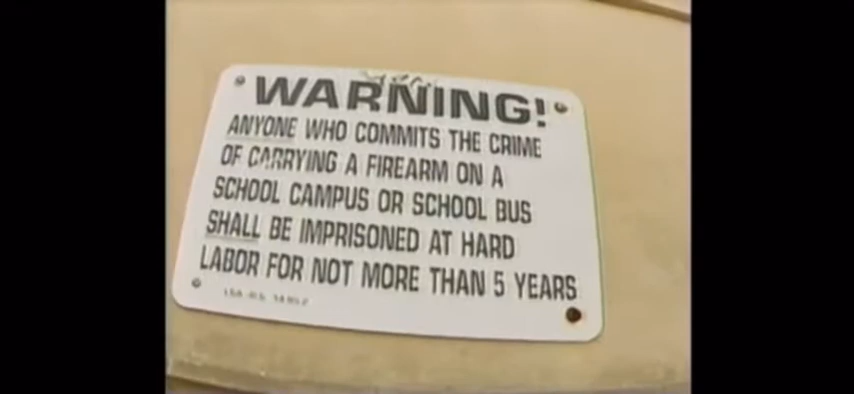 WARNING!
ANYONE WHO COMMITS THE CRIME
OF CARRYING A FIREARM ON A
SCHOOL CAMPUS OR SCHOOL BUS
SHALL BE IMPRISONED AT HARD
LABOR FOR NOT MORE THAN 5 YEARS